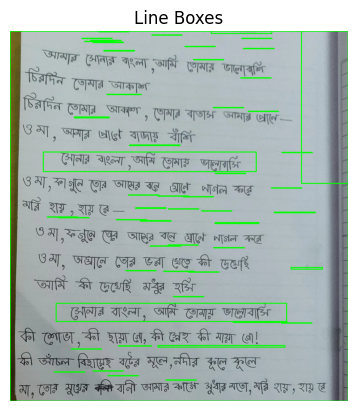 Line Boxes
আমার সোনার বাংলা, আমি তোমায় ভালোবাসি
চিরদিন তোমার আকাশ
চিরদিন তোমার আকাশ, তোমার বাতাস আমার প্রাণে—
ও মা, আমার প্রাণে বাজায় বাঁশি
সোনার বাংলা, আমি তোমায় ভালোবাসি
ও মা, ফাগুনে তোর আমের বনে ঘ্রাণে পাগল করে
মরি হায়, হায় রে—
ও মা, ফাগুনে তোর আমের বনে ঘ্রাণে পাগল করে
ও মা, অঘ্রানে তোর ভরা ক্ষেতে কী দেখেছি
আমি কী দেখেছি মধুর হাসি
সোনার বাংলা, আমি তোমায় ভালোবাসি
কী শোভা, কী ছায়া গো, কী স্নেহ কী মায়া গো!
কী আঁচল বিছায়েছ বটের মূলে, নদীর কূলে কূলে
মা, তোর মুখের বানী আমার কানে সুধার মতো, মরি হায়, হায় রে